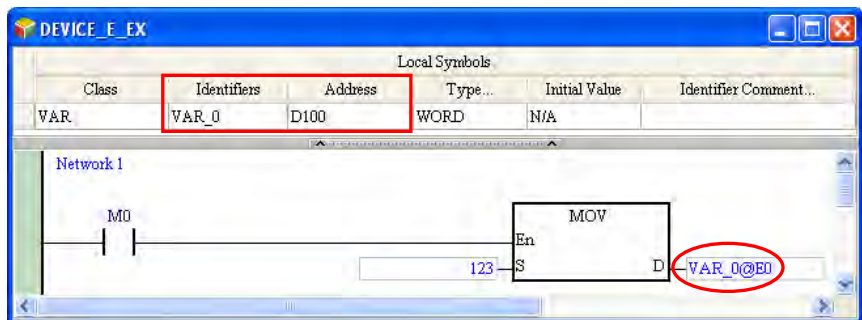 DEVICE_E_EX
Local Symbols
Class Identifiers Address Type... Initial Value Identifier Comment...
VAR VAR_0 D100 WORD N/A
Network 1
M0 MOV
En
123 S D VAR_0@E0